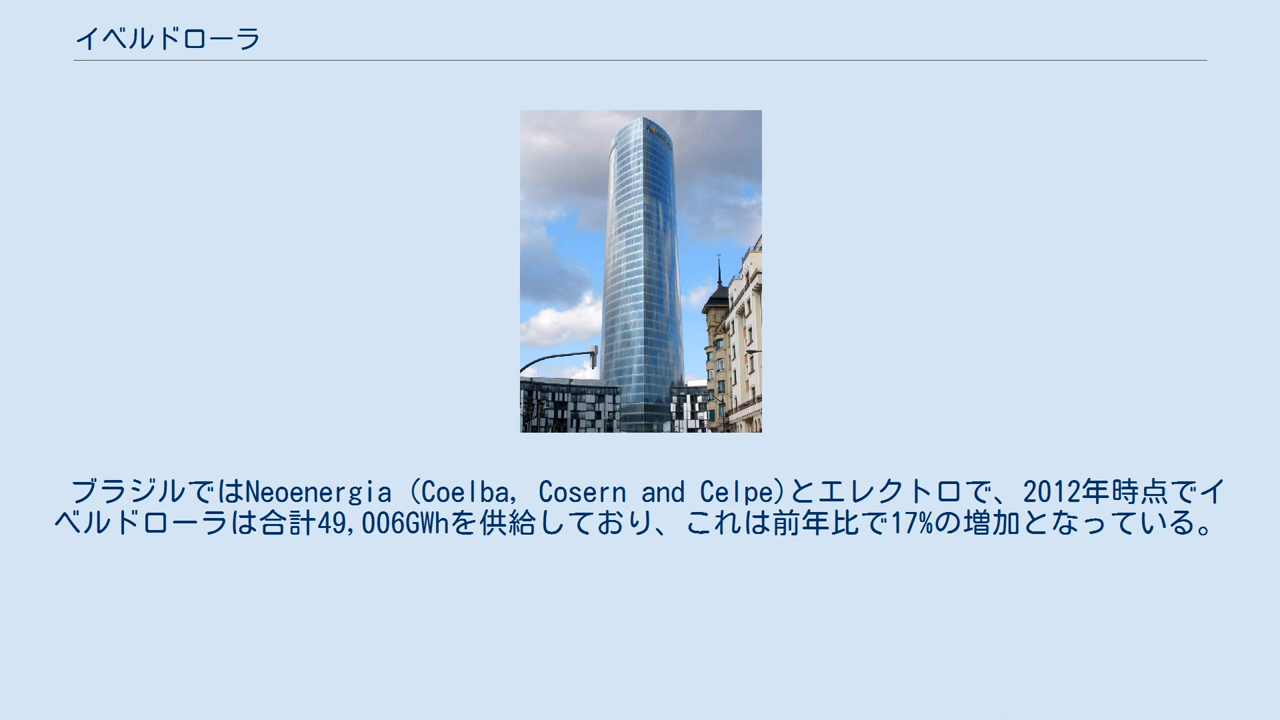 イベルドローラ
ブラジルではNeoenergia (Coelba, Cosern and Celpe)とエレクトロで、2012年時点でイ
ベルドローラは合計49,006GWhを供給しており、これは前年比で17%の増加となっている。